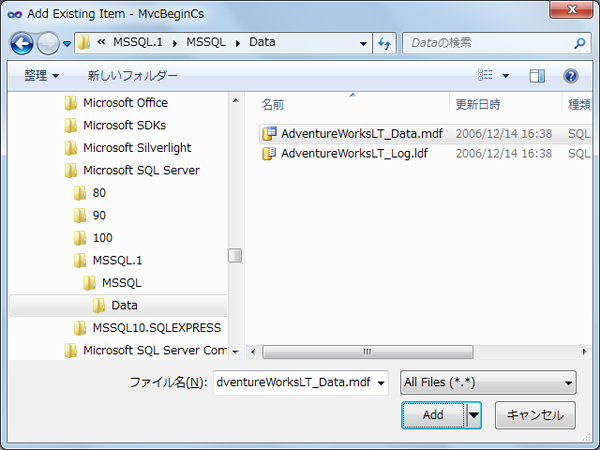 Add Existing Item - MvcBeginCs
« MSSQL.1 ▸ MSSQL ▸ Data
Dataの検索
整理 新しいフォルダー
Microsoft Office
Microsoft SDKs
Microsoft Silverlight
Microsoft SQL Server
80
90
100
MSSQL.1
MSSQL
Data
MSSQL10.SQLEXPRESS
Microsoft SQL Server Com
名前 更新日時 種類
AdventureWorksLT_Data.mdf 2006/12/14 16:38 SQL
AdventureWorksLT_Log.ldf 2006/12/14 16:38 SQL
ファイル名(N): dventureWorksLT_Data.mdf All Files (*.*)
Add キャンセル